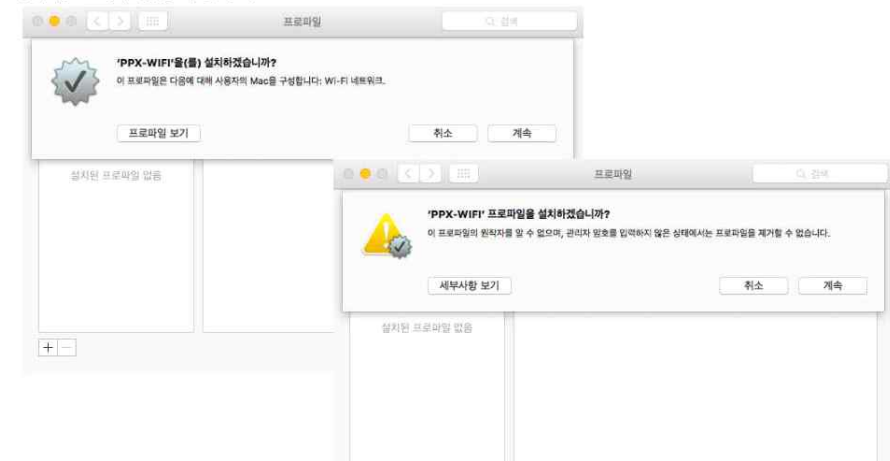 프로파일
검색
'PPX-WIFI'을(를) 설치하겠습니까?
이 프로파일은 다음에 대해 사용자의 Mac을 구성합니다: Wi-Fi 네트워크.
프로파일 보기
취소
계속
설치된 프로파일 없음
프로파일
검색
'PPX-WIFI' 프로파일을 설치하겠습니까?
이 프로파일의 원작자를 알 수 없으며, 관리자 암호를 입력하지 않은 상태에서는 프로파일을 제거할 수 없습니다.
세부사항 보기
취소
계속
설치된 프로파일 없음